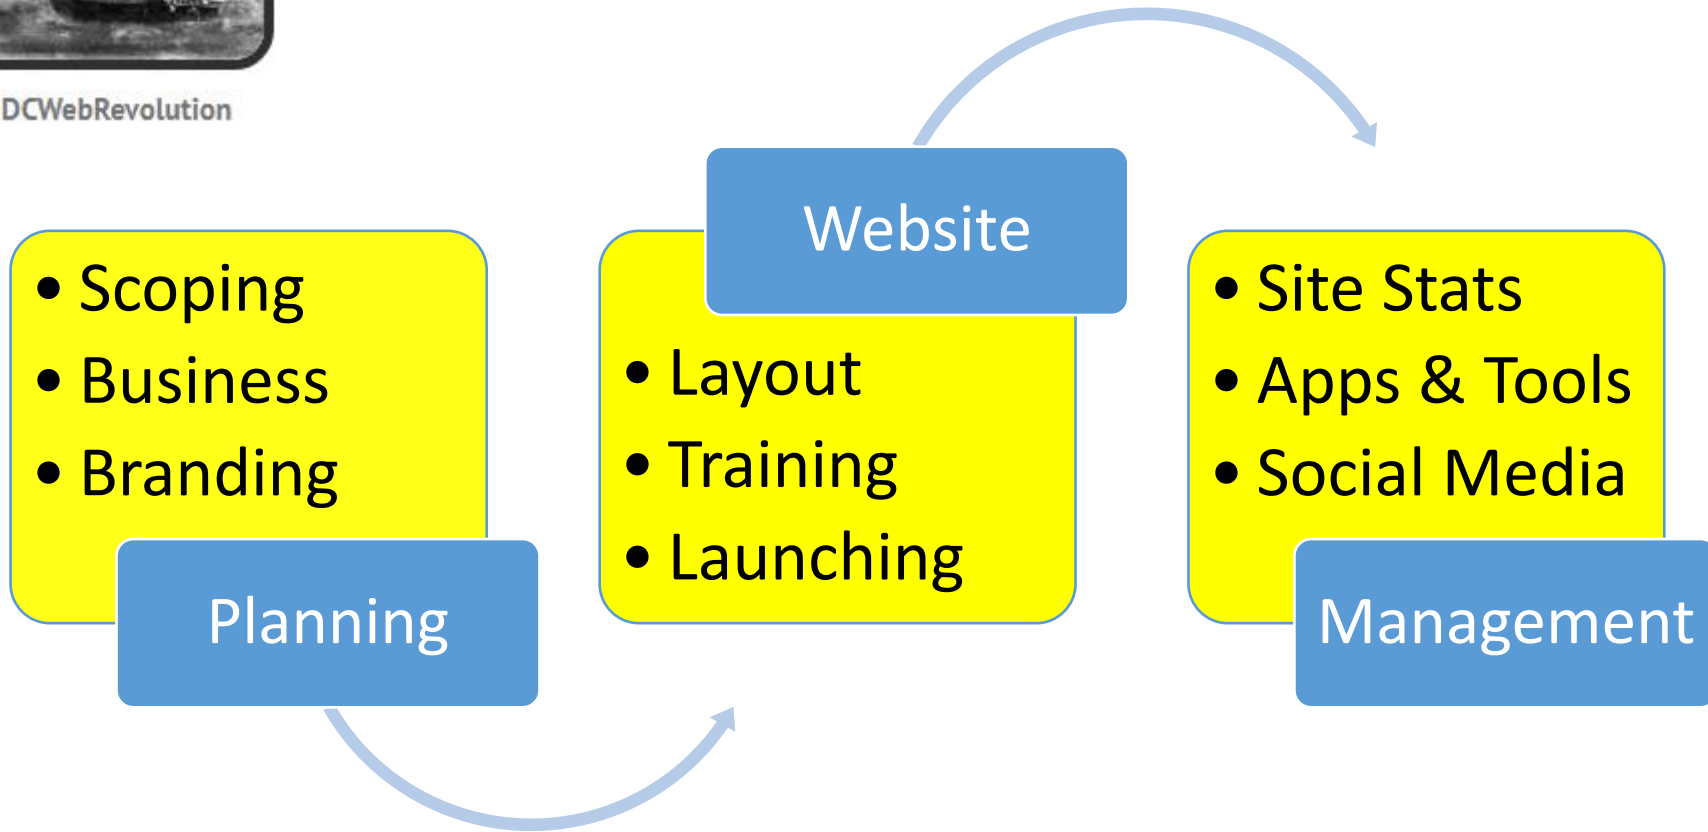 DCWebRevolution
• Scoping
• Business
• Branding
Planning
Website
• Layout
• Training
• Launching
• Site Stats
• Apps & Tools
• Social Media
Management